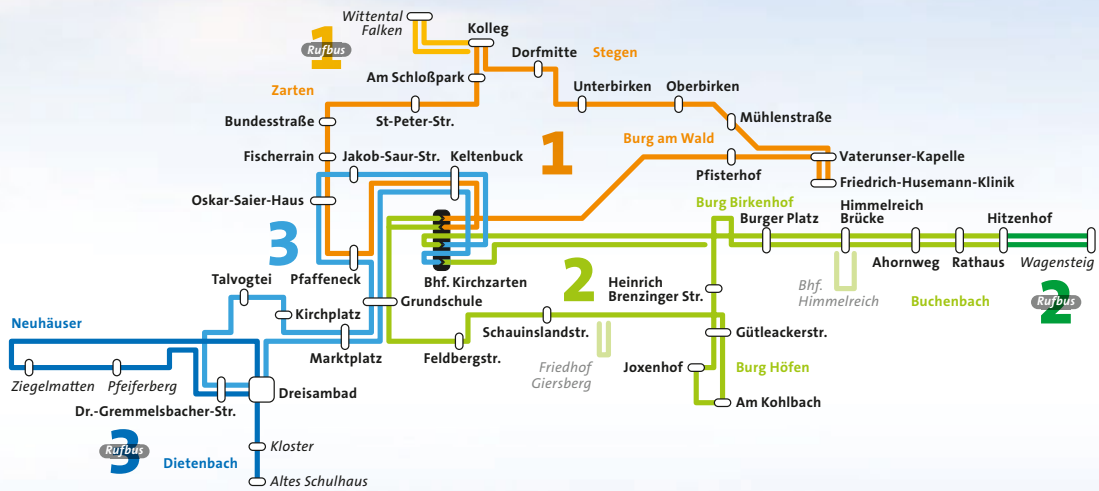 Wittental
Falken
Kolleg
1
Rufbus
Dorfmitte
Stegen
Am Schloßpark
Unterbirken
Oberbirken
Zarten
St-Peter-Str.
Bundesstraße
Mühlenstraße
1
Burg am Wald
Fischerrain
Jakob-Saur-Str.
Keltenbuck
Vaterunser-Kapelle
Pfisterhof
Friedrich-Husemann-Klinik
Oskar-Saier-Haus
Burg Birkenhof
Himmelreich
Brücke
Burger Platz
Hitzenhof
3
Ahornweg
Rathaus
Wagensteig
Pfaffeneck
Bhf. Kirchzarten
2
Heinrich
Brenzinger Str.
Bhf.
Himmelreich
Buchenbach
2
Rufbus
Talvogtei
Grundschule
Kirchplatz
Neuhäuser
Schauinslandstr.
Gütleackerstr.
Marktplatz
Feldbergstr.
Friedhof
Giersberg
Joxenhof
Burg Höfen
Ziegelmatten
Pfeiferberg
Dreisambad
Dr.-Gremmelsbacher-Str.
Am Kohlbach
3
Rufbus
Kloster
Dietenbach
Altes Schulhaus